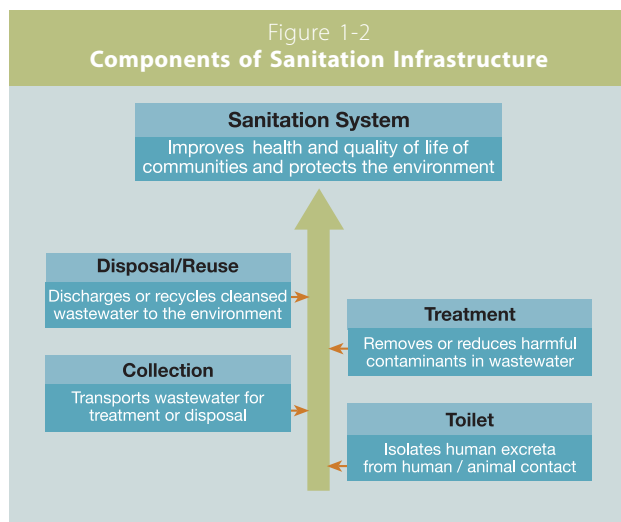 Figure 1-2
Components of Sanitation Infrastructure
Sanitation System
Improves health and quality of life of
communities and protects the environment
Disposal/Reuse
Discharges or recycles cleansed
wastewater to the environment
Treatment
Removes or reduces harmful
contaminants in wastewater
Collection
Transports wastewater for
treatment or disposal
Toilet
Isolates human excreta
from human / animal contact